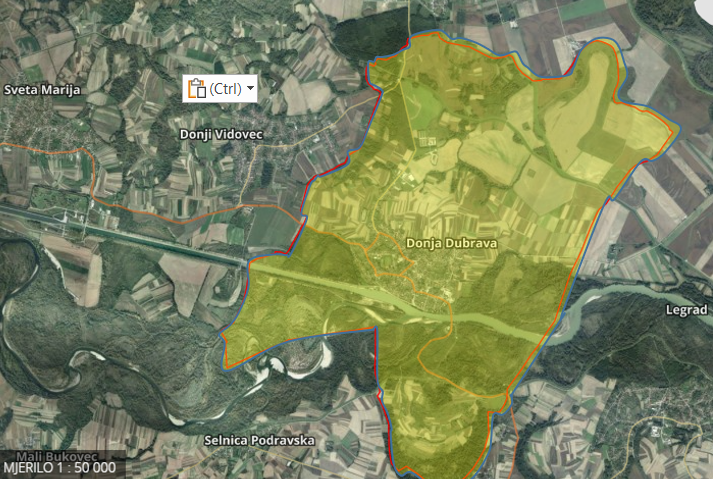 Sveta Marija
(Ctrl)
Donji Vidovec
Donja Dubrava
Legrad
Selnica Podravska
Mali Bukovec
MJERILO 1 : 50 000